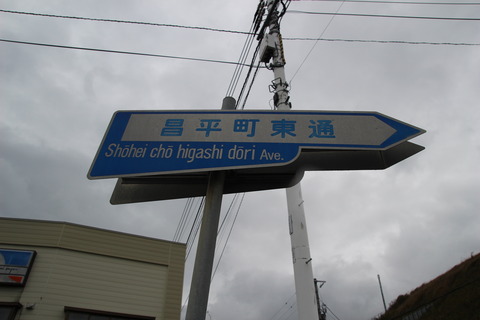 昌平町東通
Shōhei chō higashi dōri Ave.